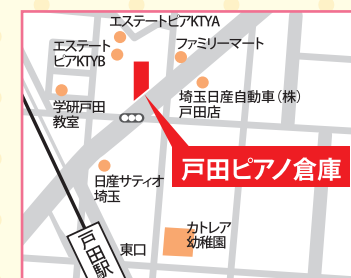 エステートピアKTYA
エステート
ピアKTYB
ファミリーマート
学研戸田
教室
埼玉日産自動車（株）
戸田店
戸田ピアノ倉庫
日産サティオ
埼玉
カトレア
幼稚園
東口
戸田駅